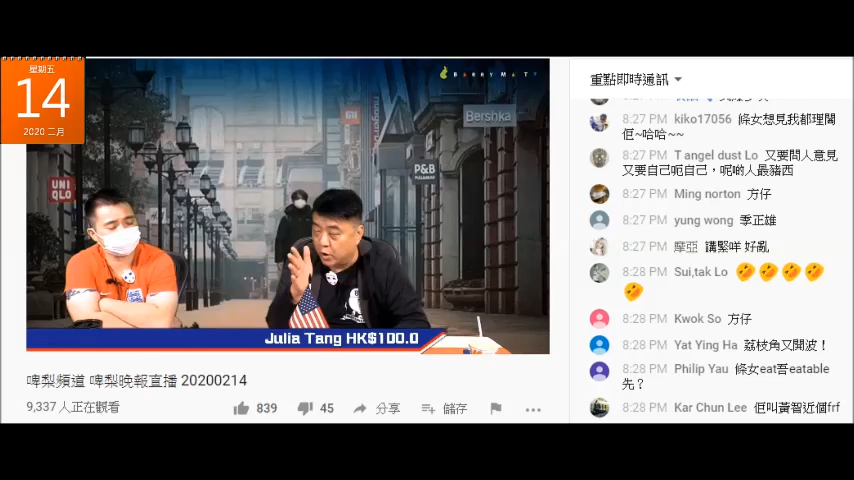 星期五
14
2020 二月
BARRYMATT
Bershka
P&B
PULL&BEAR
UNI
QLO
Julia Tang HK$100.0
啤梨頻道 啤梨晚報直播 20200214
9,337 人正在觀看
839
45
分享
儲存
重點即時通訊
8:27 PM kiko17056 條女想見我都理閣
佢~哈哈~~
8:27 PM T angel dust Lo 又要問人意見
又要自己呃自己，呢啲人最豬西
8:27 PM Ming norton 方仔
8:27 PM yung wong 季正雄
8:27 PM 摩亞 講緊咩 好亂
8:28 PM Sui,tak Lo
8:28 PM Kwok So 方仔
8:28 PM Yat Ying Ha 荔枝角又開波！
8:28 PM Philip Yau 條女eat吾eatable
先？
8:28 PM Kar Chun Lee 佢叫黃智近個frf